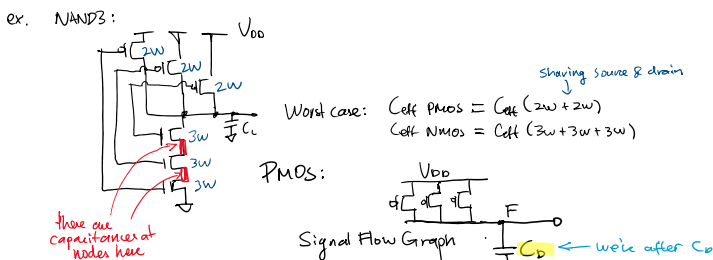 ex. NAND3:
VDD
2W
2W
2W
CL
3W
3W
3W
there are
capacitances at
nodes here
sharing source & drain
Worst case: Ceff PMOS = Ceff (2W + 2W)
Ceff NMOS = Ceff (3W + 3W + 3W)
PMOS:
VDD
F
Signal Flow Graph
CD ← we're after CD